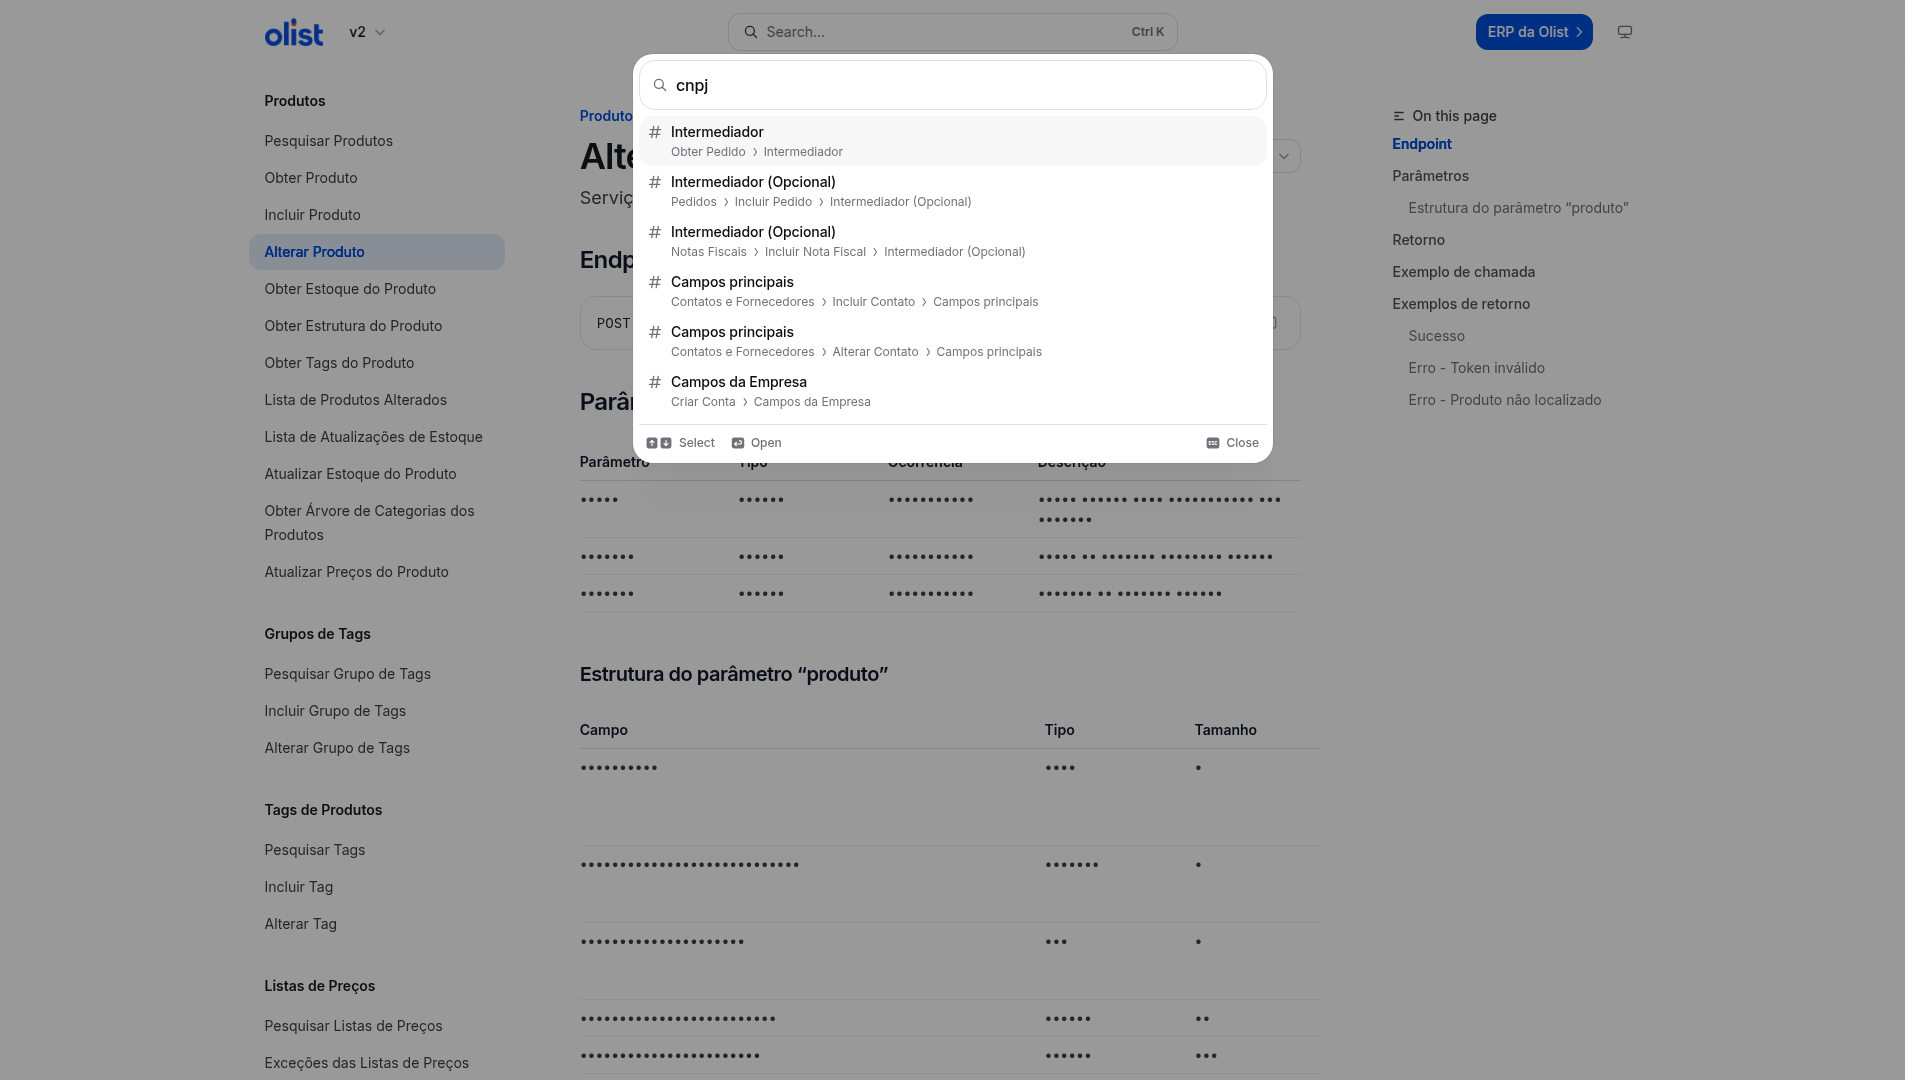 olist
v2
Search...
Ctrl K
ERP da Olist
cnpj
Intermediador
Obter Pedido > Intermediador
Intermediador (Opcional)
Pedidos > Incluir Pedido > Intermediador (Opcional)
Intermediador (Opcional)
Notas Fiscais > Incluir Nota Fiscal > Intermediador (Opcional)
Campos principais
Contatos e Fornecedores > Incluir Contato > Campos principais
Campos principais
Contatos e Fornecedores > Alterar Contato > Campos principais
Campos da Empresa
Criar Conta > Campos da Empresa
Select
Open
Close
Produtos
Pesquisar Produtos
Obter Produto
Incluir Produto
Alterar Produto
Obter Estoque do Produto
Obter Estrutura do Produto
Obter Tags do Produto
Lista de Produtos Alterados
Lista de Atualizações de Estoque
Atualizar Estoque do Produto
Obter Árvore de Categorias dos
Produtos
Atualizar Preços do Produto
Grupos de Tags
Pesquisar Grupo de Tags
Incluir Grupo de Tags
Alterar Grupo de Tags
Tags de Produtos
Pesquisar Tags
Incluir Tag
Alterar Tag
Listas de Preços
Pesquisar Listas de Preços
Exceções das Listas de Preços
POST
Parâmetro Tipo Ocorrência Descrição
Estrutura do parâmetro “produto”
Campo Tipo Tamanho
On this page
Endpoint
Parâmetros
Estrutura do parâmetro “produto”
Retorno
Exemplo de chamada
Exemplos de retorno
Sucesso
Erro - Token inválido
Erro - Produto não localizado